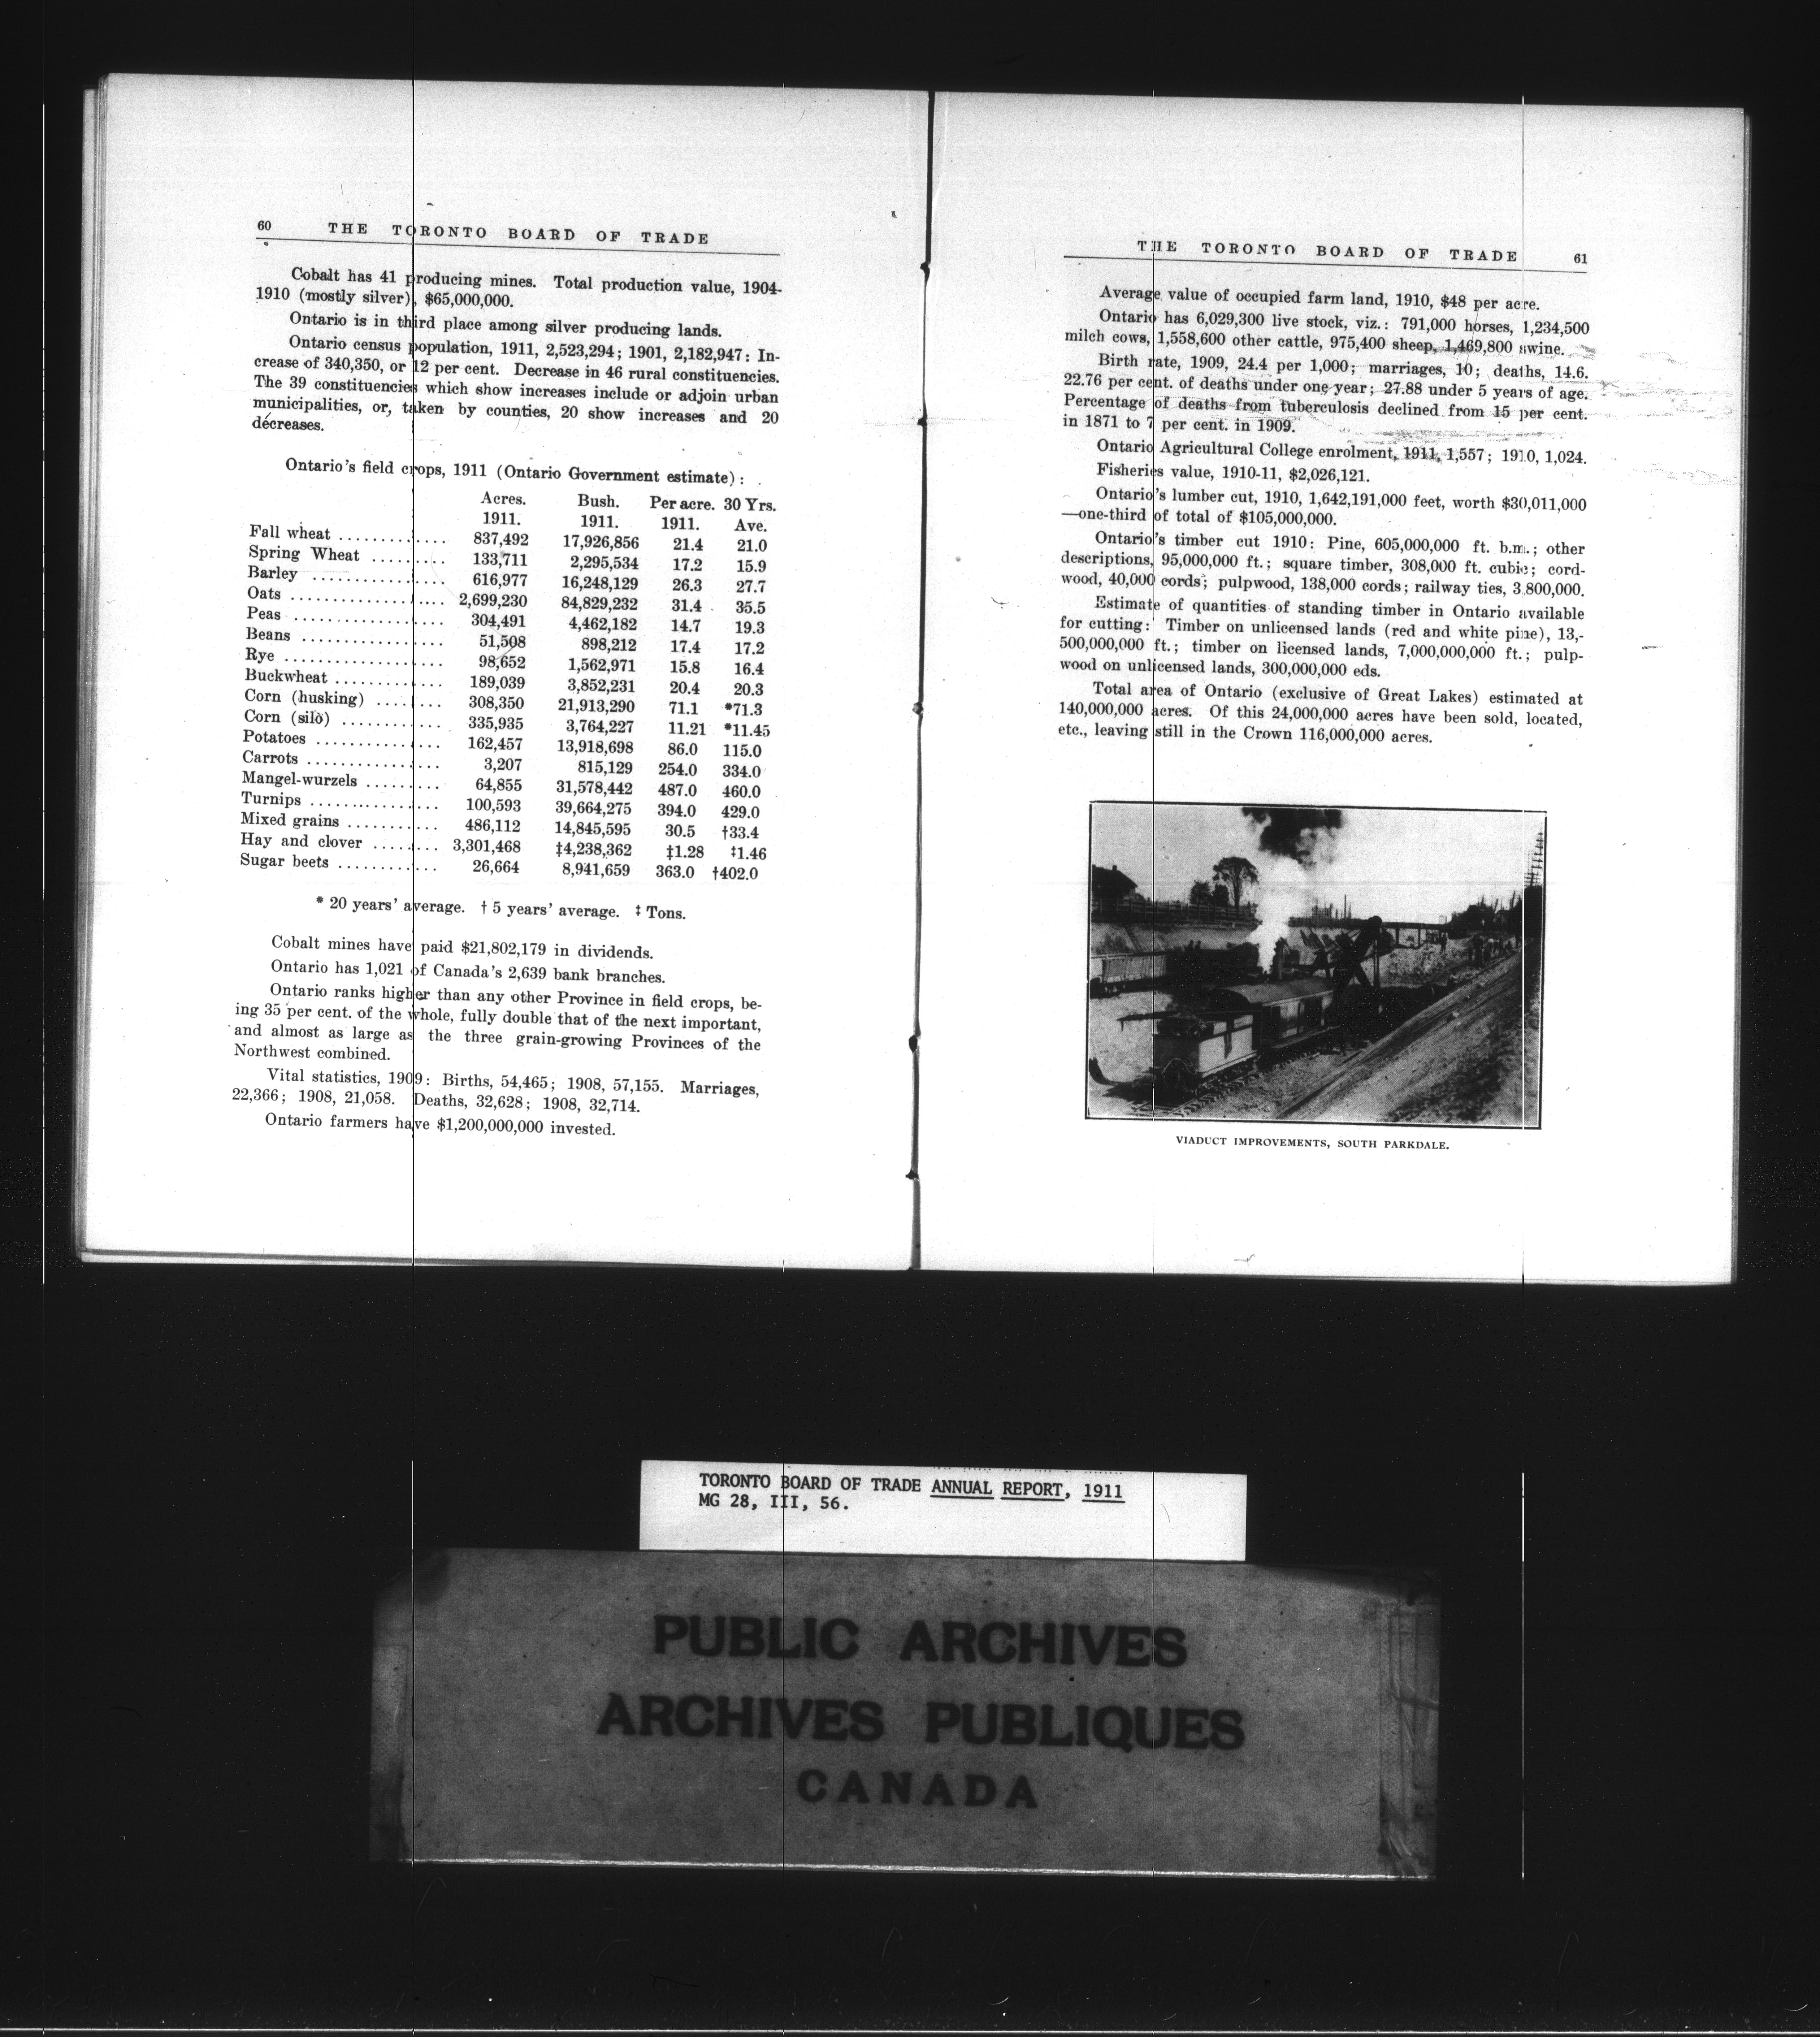 60 THE TORONTO BOARD OF TRADE
Cobalt has 41 producing mines. Total production value, 1904-
1910 (mostly silver), $65,000,000.
Ontario is in third place among silver producing lands.
Ontario census population, 1911, 2,523,294; 1901, 2,182,947: In-
crease of 340,350, or 12 per cent. Decrease in 46 rural constituencies.
The 39 constituencies which show increases include or adjoin urban
municipalities, or, taken by counties, 20 show increases and 20
decreases.
Ontario's field crops, 1911 (Ontario Government estimate):
Acres. Bush. Per acre. 30 Yrs.
1911. 1911. 1911. Ave.
Fall wheat ............. 837,492 17,926,856 21.4 21.0
Spring Wheat ......... 133,711 2,295,534 17.2 15.9
Barley ................ 616,977 16,248,129 26.3 27.7
Oats ................... 2,699,230 84,829,232 31.4 35.5
Peas ................... 304,491 4,462,182 14.7 19.3
Beans .................. 51,508 898,212 17.4 17.2
Rye .................... 98,652 1,562,971 15.8 16.4
Buckwheat ............. 189,039 3,852,231 20.4 20.3
Corn (husking) ........ 308,350 21,913,290 71.1 *71.3
Corn (silo) ............ 335,935 3,764,227 11.21 *11.45
Potatoes ............... 162,457 13,918,698 86.0 115.0
Carrots ................ 3,207 815,129 254.0 334.0
Mangel-wurzels ......... 64,855 31,578,442 487.0 460.0
Turnips ................ 100,593 39,664,275 394.0 429.0
Mixed grains ........... 486,112 14,845,595 30.5 †33.4
Hay and clover ........ 3,301,468 ‡4,238,362 ‡1.28 ‡1.46
Sugar beets ............ 26,664 8,941,659 363.0 †402.0
* 20 years' average. † 5 years' average. ‡ Tons.
Cobalt mines have paid $21,802,179 in dividends.
Ontario has 1,021 of Canada's 2,639 bank branches.
Ontario ranks higher than any other Province in field crops, be-
ing 35 per cent. of the whole, fully double that of the next important,
and almost as large as the three grain-growing Provinces of the
Northwest combined.
Vital statistics, 1909: Births, 54,465; 1908, 57,155. Marriages,
22,366; 1908, 21,058. Deaths, 32,628; 1908, 32,714.
Ontario farmers have $1,200,000,000 invested.
THE TORONTO BOARD OF TRADE 61
Average value of occupied farm land, 1910, $48 per acre.
Ontario has 6,029,300 live stock, viz.: 791,000 horses, 1,234,500
milch cows, 1,558,600 other cattle, 975,400 sheep, 1,469,800 swine.
Birth rate, 1909, 24.4 per 1,000; marriages, 10; deaths, 14.6.
22.76 per cent. of deaths under one year; 27.88 under 5 years of age.
Percentage of deaths from tuberculosis declined from 15 per cent.
in 1871 to 7 per cent. in 1909.
Ontario Agricultural College enrolment, 1911, 1,557; 1910, 1,024.
Fisheries value, 1910-11, $2,026,121.
Ontario's lumber cut, 1910, 1,642,191,000 feet, worth $30,011,000
—one-third of total of $105,000,000.
Ontario's timber cut 1910: Pine, 605,000,000 ft. b.m.; other
descriptions, 95,000,000 ft.; square timber, 308,000 ft. cubic; cord-
wood, 40,000 cords; pulpwood, 138,000 cords; railway ties, 3,800,000.
Estimate of quantities of standing timber in Ontario available
for cutting: Timber on unlicensed lands (red and white pine), 13,-
500,000,000 ft.; timber on licensed lands, 7,000,000,000 ft.; pulp-
wood on unlicensed lands, 300,000,000 eds.
Total area of Ontario (exclusive of Great Lakes) estimated at
140,000,000 acres. Of this 24,000,000 acres have been sold, located,
etc., leaving still in the Crown 116,000,000 acres.
VIADUCT IMPROVEMENTS, SOUTH PARKDALE.
TORONTO BOARD OF TRADE ANNUAL REPORT, 1911
MG 28, III, 56.
PUBLIC ARCHIVES
ARCHIVES PUBLIQUES
CANADA